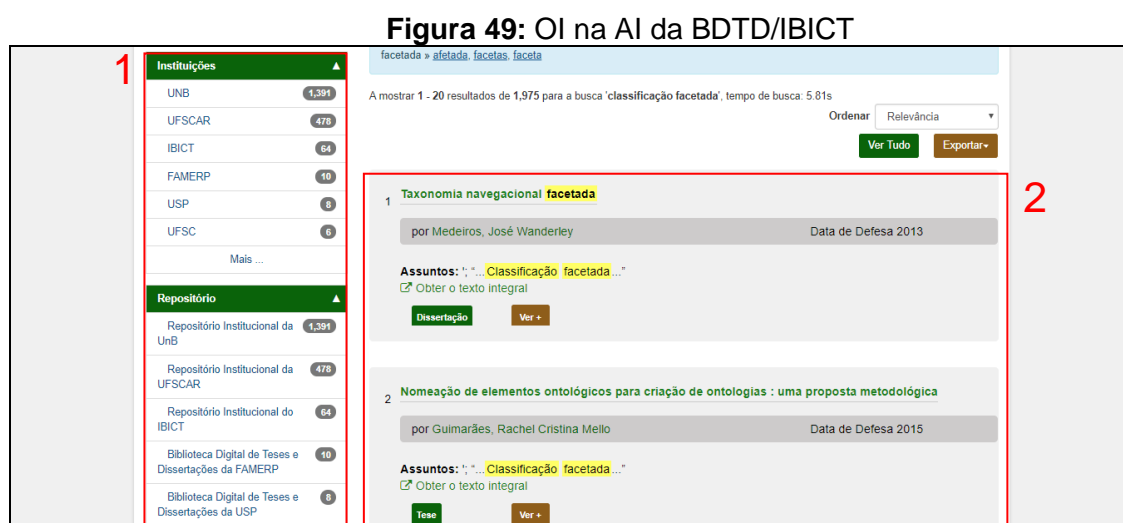 Figura 49: OI na AI da BDTD/IBICT
1
Instituições
UNB 1,391
UFSCAR 478
IBICT 64
FAMERP 10
USP 8
UFSC 6
Mais ...
Repositório
Repositório Institucional da 1,391
UnB
Repositório Institucional da 478
UFSCAR
Repositório Institucional do 64
IBICT
Biblioteca Digital de Teses e 10
Dissertações da FAMERP
Biblioteca Digital de Teses e 8
Dissertações da USP
facetada » afetada, facetas, faceta
A mostrar 1 - 20 resultados de 1,975 para a busca 'classificação facetada', tempo de busca: 5.81s
Ordenar Relevância
Ver Tudo Exportar
2
1 Taxonomia navegacional facetada
por Medeiros, José Wanderley Data de Defesa 2013
Assuntos: '; “... Classificação facetada ...”
Obter o texto integral
Dissertação Ver +
2 Nomeação de elementos ontológicos para criação de ontologias : uma proposta metodológica
por Guimarães, Rachel Cristina Mello Data de Defesa 2015
Assuntos: '; “... Classificação facetada ...”
Obter o texto integral
Tese Ver +